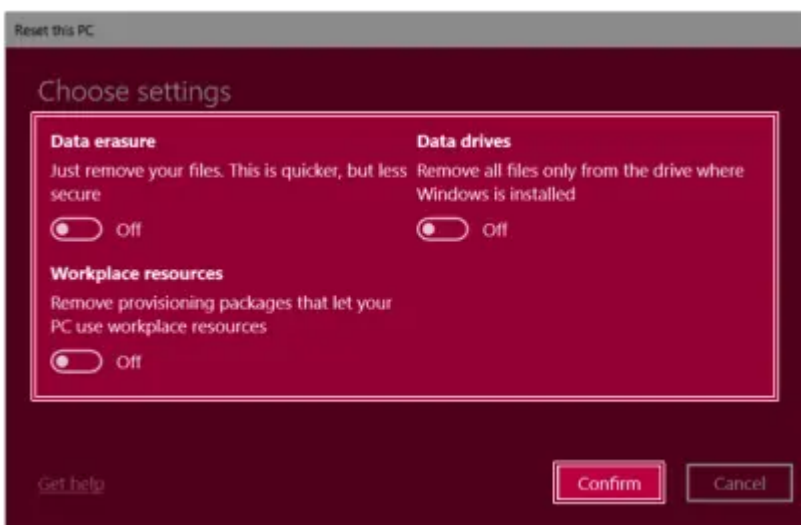 Reset this PC
Choose settings
Data erasure
Just remove your files. This is quicker, but less
secure
Off
Data drives
Remove all files only from the drive where
Windows is installed
Off
Workplace resources
Remove provisioning packages that let your
PC use workplace resources
Off
Get help
Confirm
Cancel